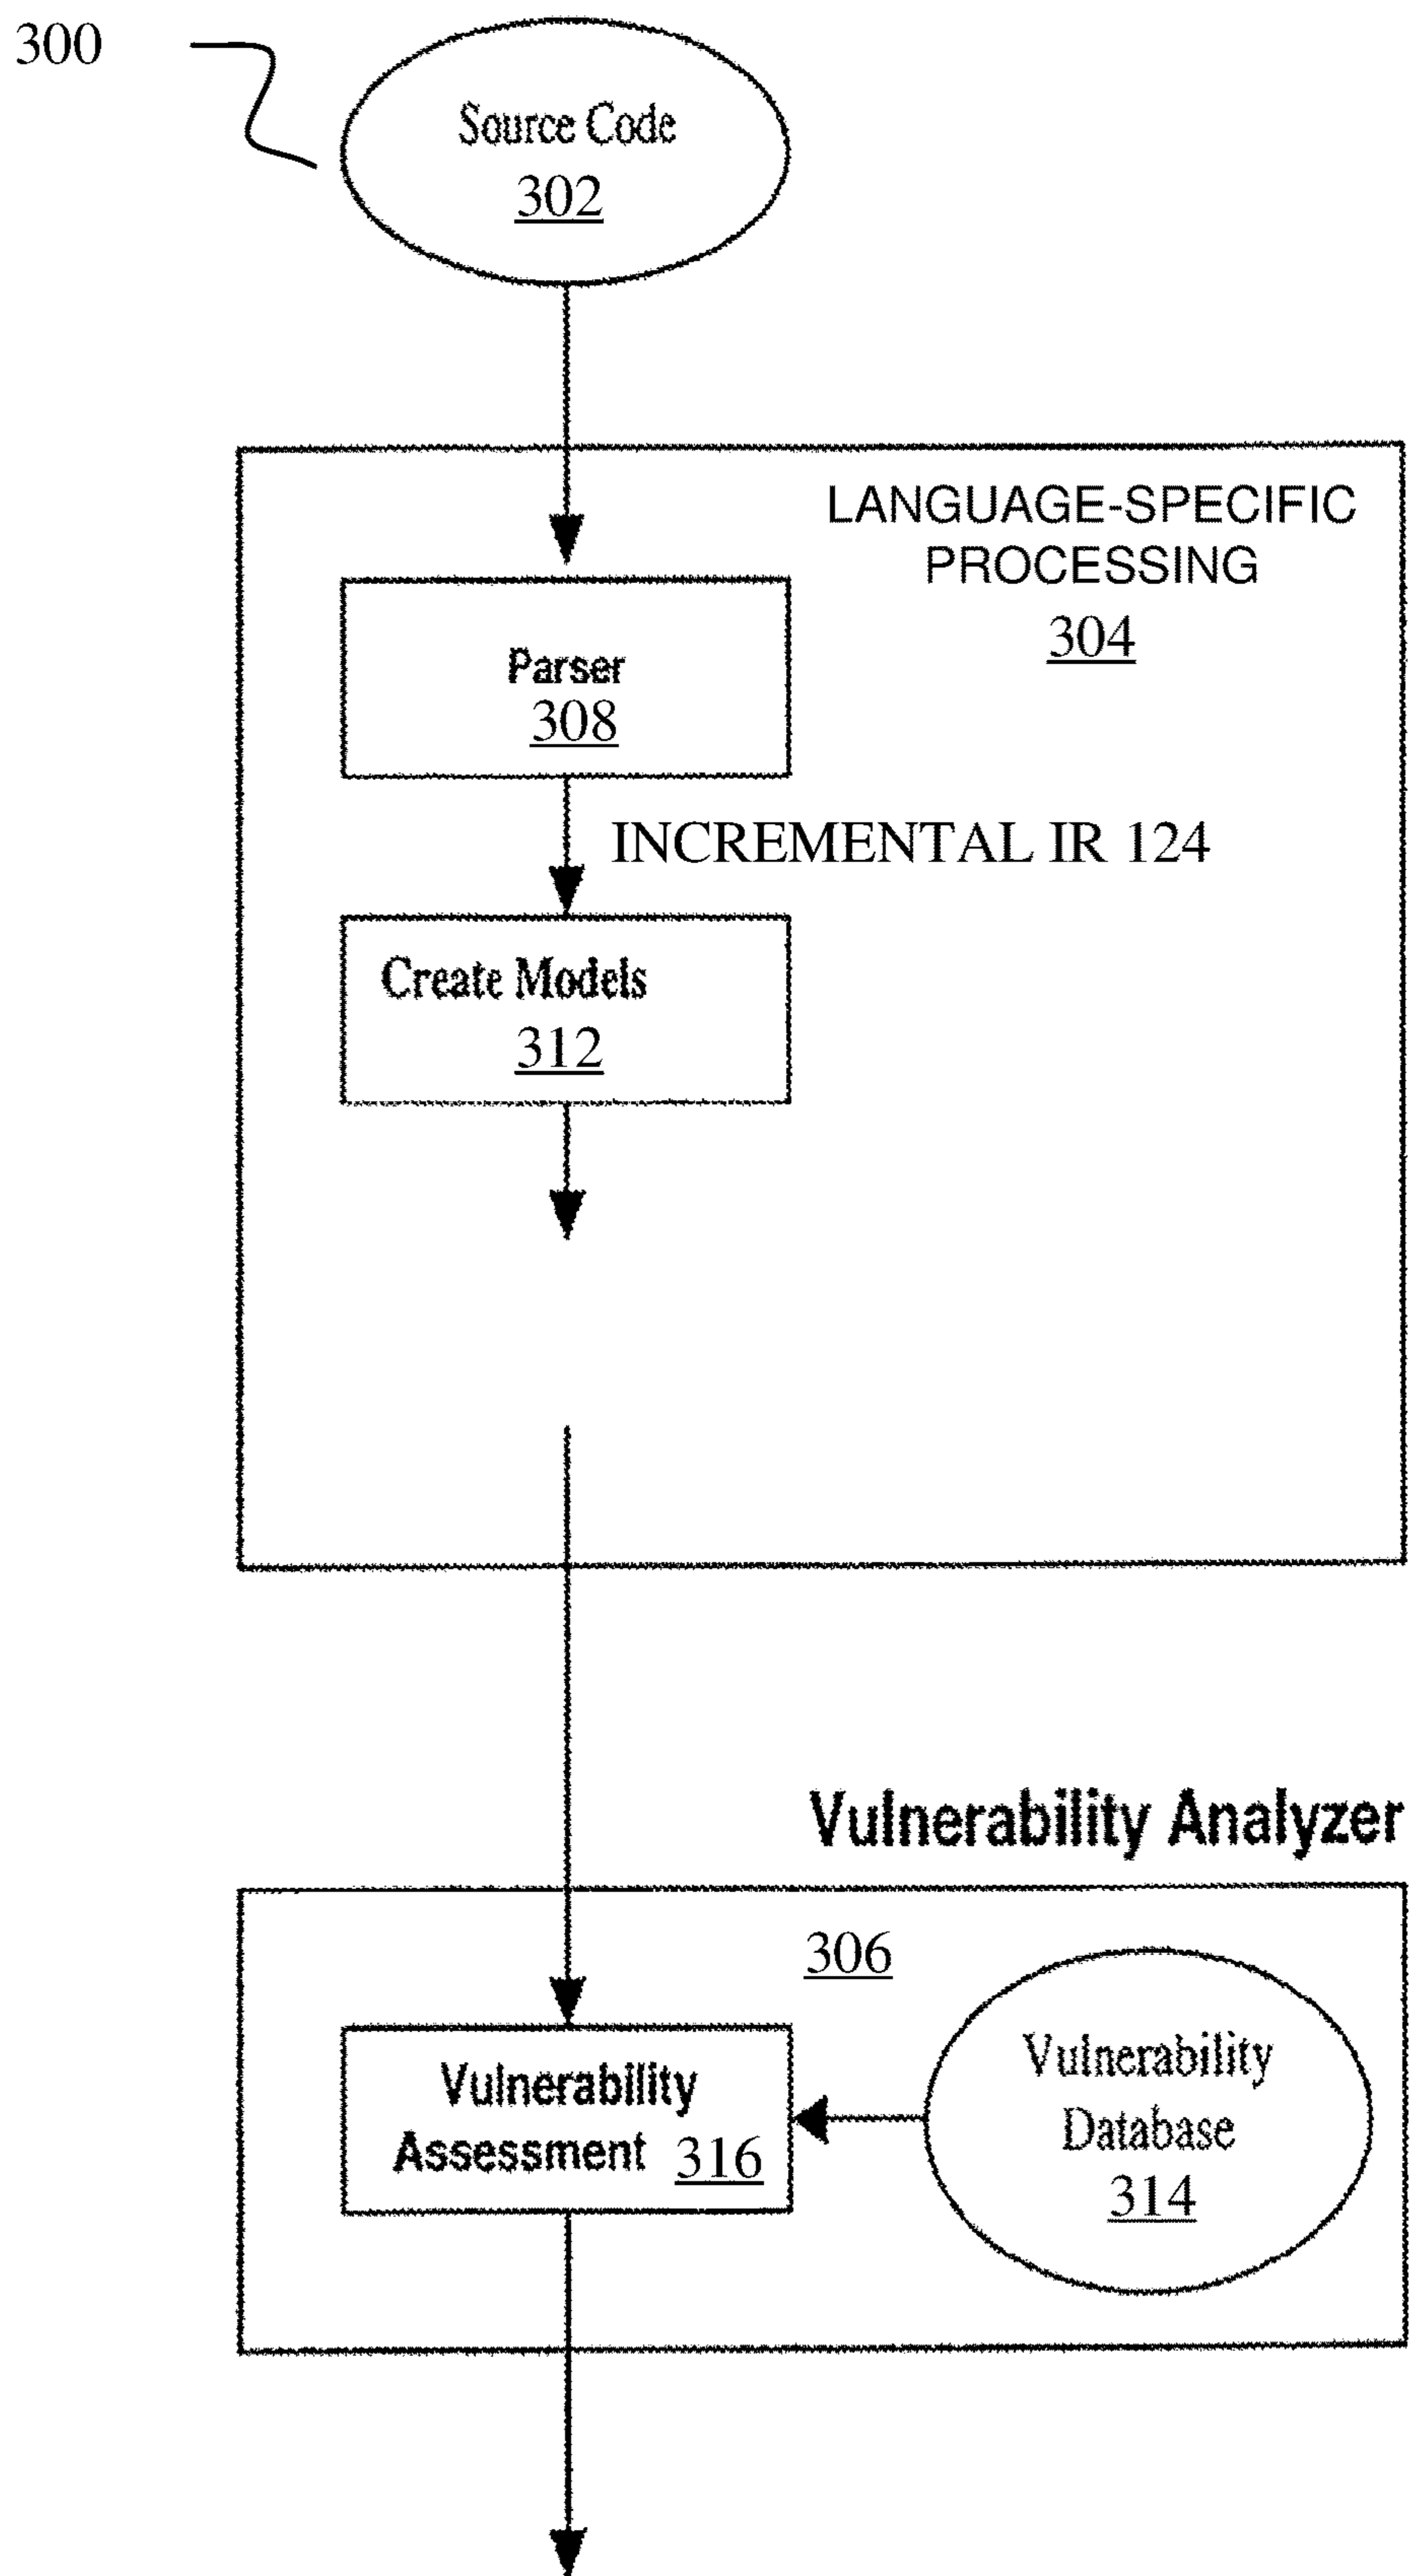 300
Source Code
302
LANGUAGE-SPECIFIC
PROCESSING
304
Parser
308
INCREMENTAL IR 124
Create Models
312
Vulnerability Analyzer
306
Vulnerability
Assessment 316
Vulnerability
Database
314